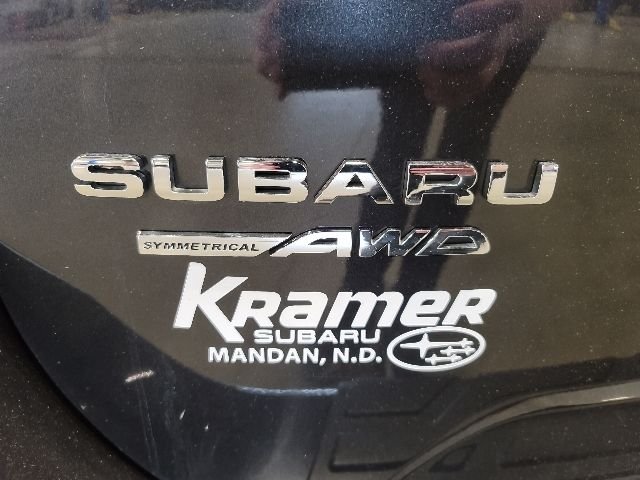 SUBARU
SYMMETRICAL AWD
KRAMER
SUBARU
MANDAN, N.D.